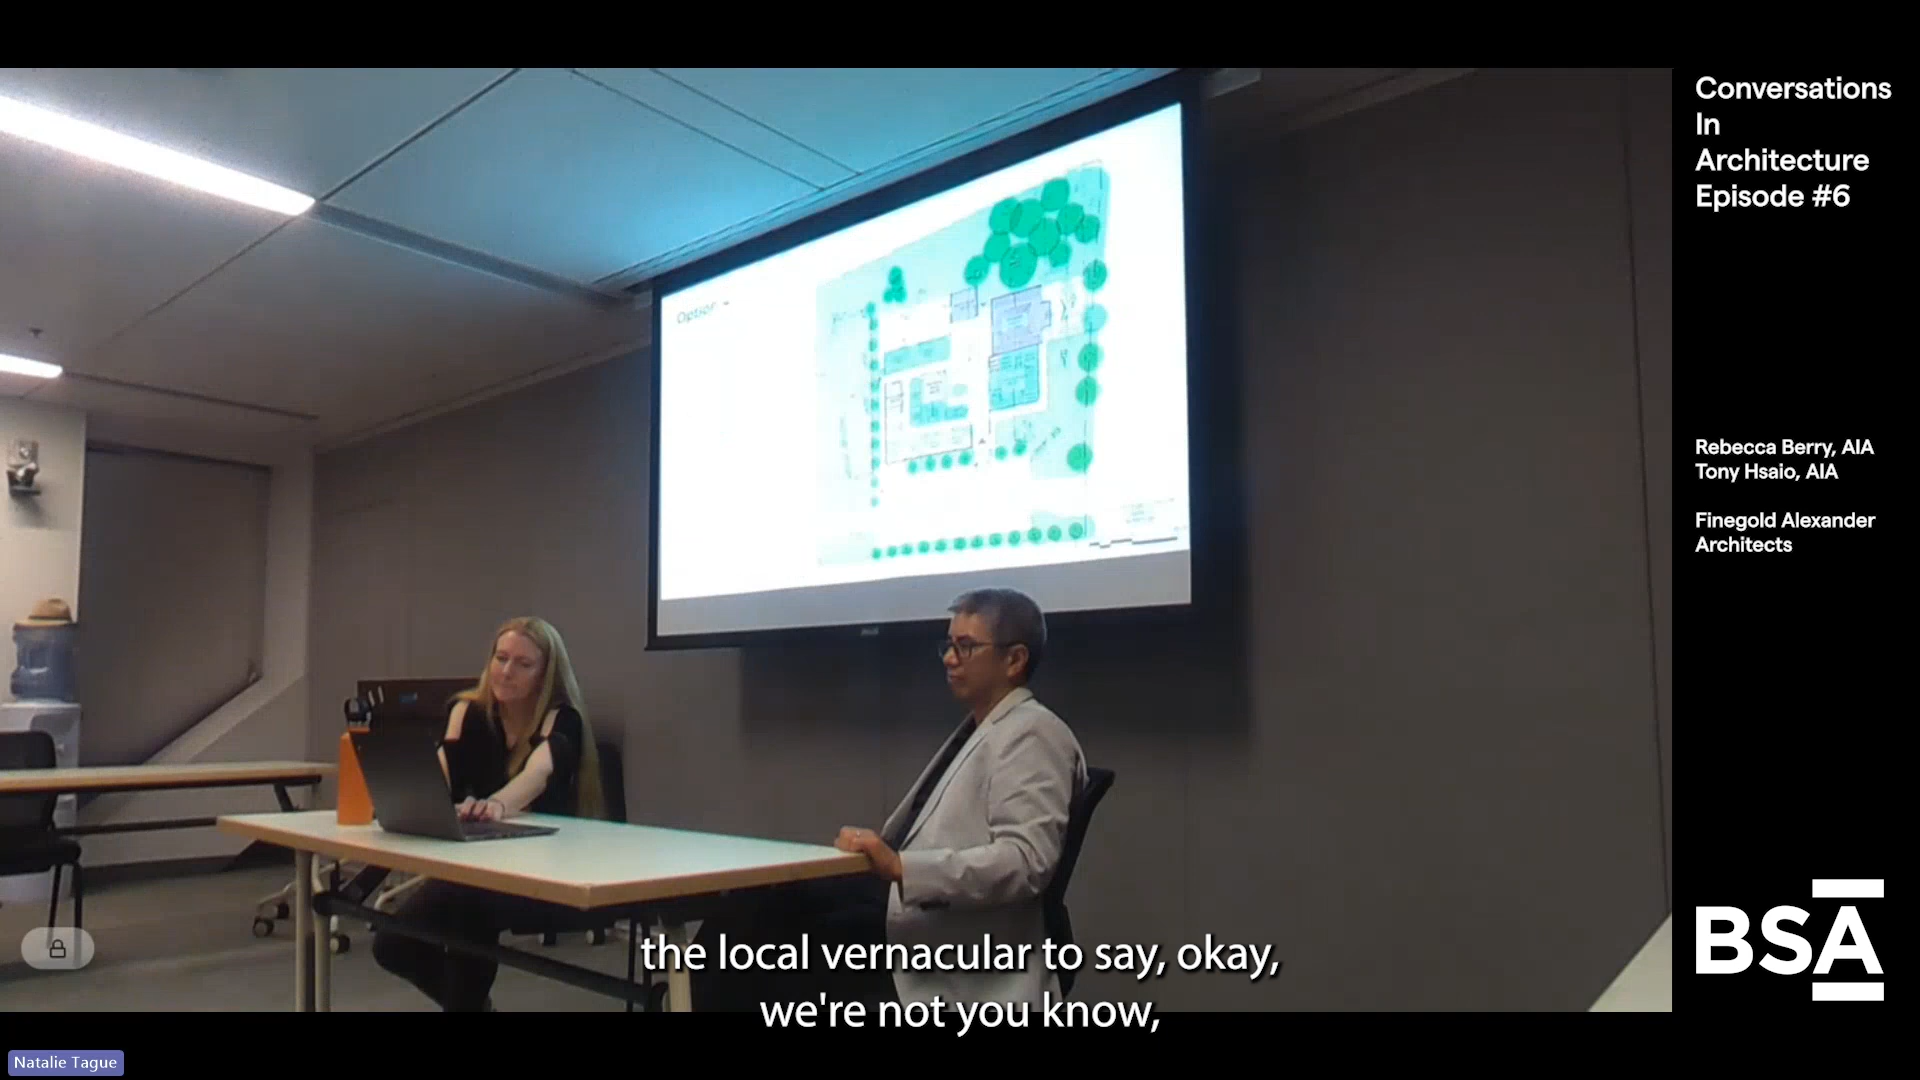 Conversations
In
Architecture
Episode #6
Rebecca Berry, AIA
Tony Hsaio, AIA
Finegold Alexander
Architects
BSA
Option
the local vernacular to say, okay,
we're not you know,
Natalie Tague